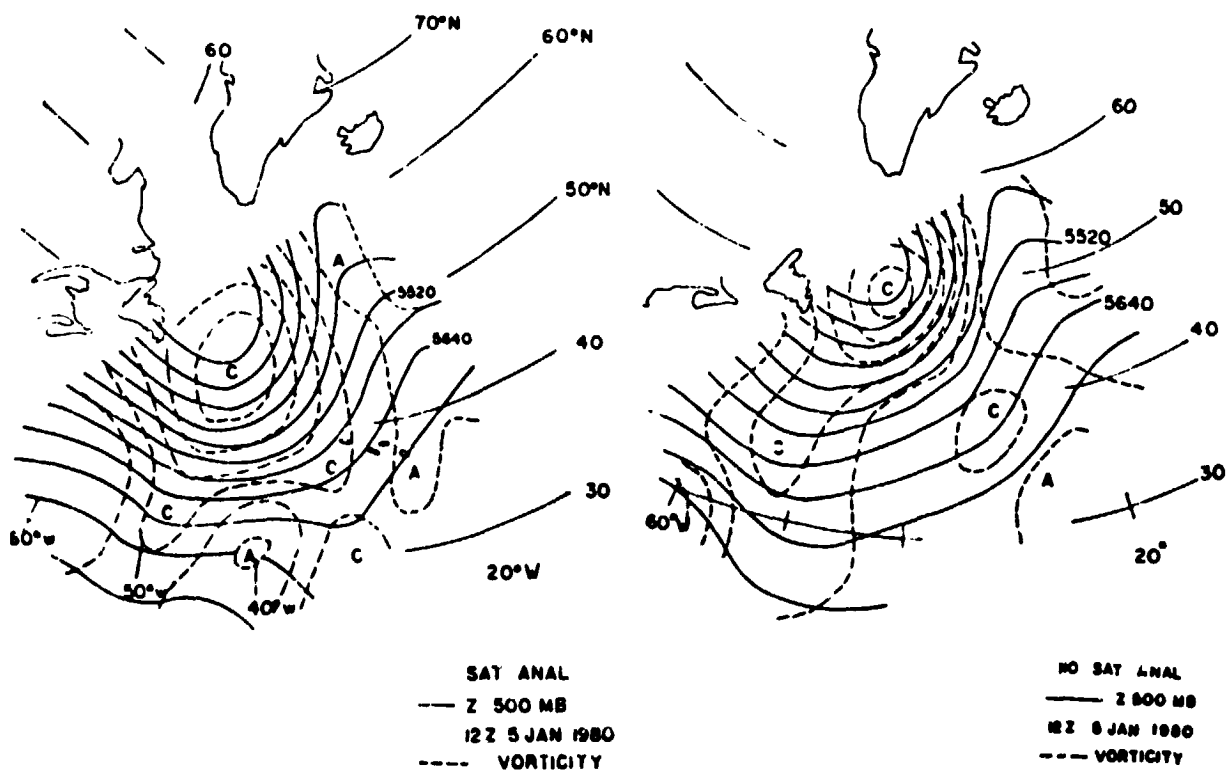 70°N
60°N
60
50°N
A
5520
5640
40
C
C
A
C
30
60°W
A
C
50°W
40°W
20°W
SAT ANAL
Z 500 MB
12Z 5 JAN 1980
VORTICITY
60
50
5520
C
5640
40
C
C
A
30
60°W
20°
NO SAT ANAL
Z 500 MB
12Z 5 JAN 1980
VORTICITY